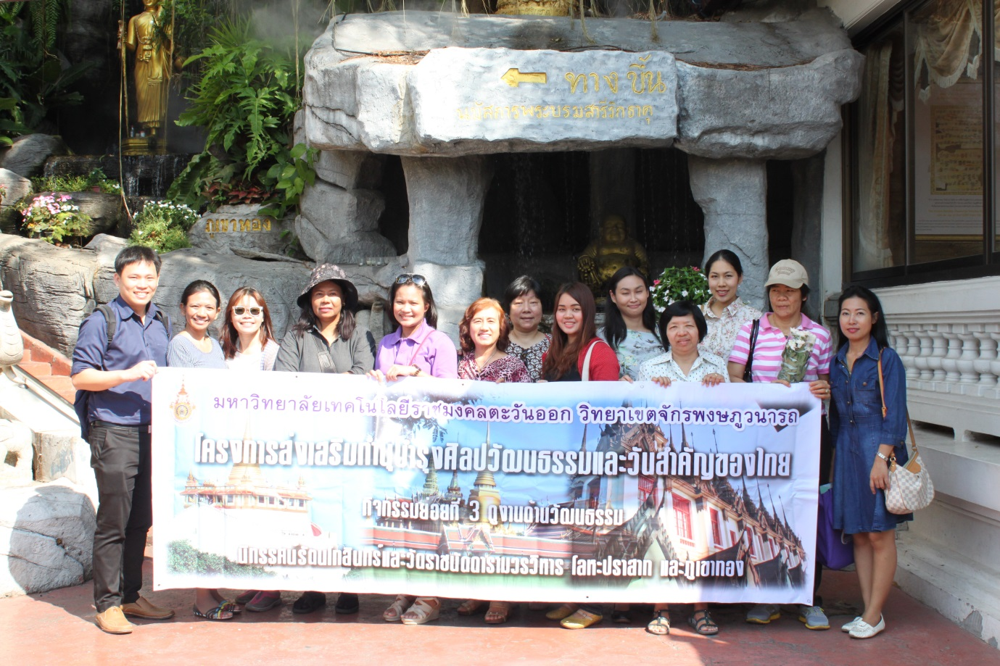 ทาง ขึ้น
นมัสการพระบรมสารีริกธาตุ
ภูเขาทอง
มหาวิทยาลัยเทคโนโลยีราชมงคลตะวันออก วิทยาเขตจักรพงษภูวนารถ
โครงการส่งเสริมทำนุบำรุงศิลปวัฒนธรรมและวันสำคัญของไทย
กิจกรรมย่อยที่ 3 ดูงานด้านวัฒนธรรม
นิทรรศน์รัตนโกสินทร์และวัดราชนัดดารามวรวิหาร โลหะปราสาท และภูเขาทอง